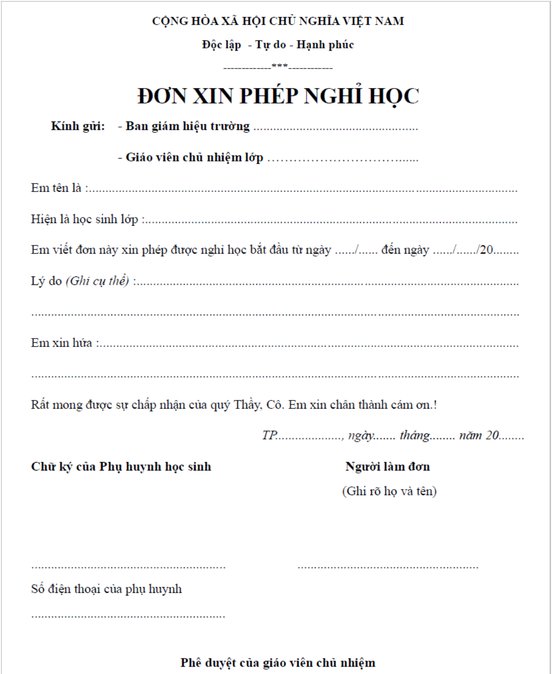 CỘNG HÒA XÃ HỘI CHỦ NGHĨA VIỆT NAM
Độc lập - Tự do - Hạnh phúc
-------------***------------
ĐƠN XIN PHÉP NGHỈ HỌC
Kính gửi: - Ban giám hiệu trường ....................................................
- Giáo viên chủ nhiệm lớp ………………………….......
Em tên là :.......................................................................................................................................
Hiện là học sinh lớp :.....................................................................................................................
Em viết đơn này xin phép được nghỉ học bắt đầu từ ngày ....../...... đến ngày ....../....../20........
Lý do (Ghi cụ thể) :........................................................................................................................
.........................................................................................................................................................
Em xin hứa :...................................................................................................................................
.........................................................................................................................................................
Rất mong được sự chấp nhận của quý Thầy, Cô. Em xin chân thành cám ơn.!
TP....................., ngày....... tháng........ năm 20........
Chữ ký của Phụ huynh học sinh Người làm đơn
(Ghi rõ họ và tên)
............................................................. .........................................................
Số điện thoại của phụ huynh
.............................................................
Phê duyệt của giáo viên chủ nhiệm